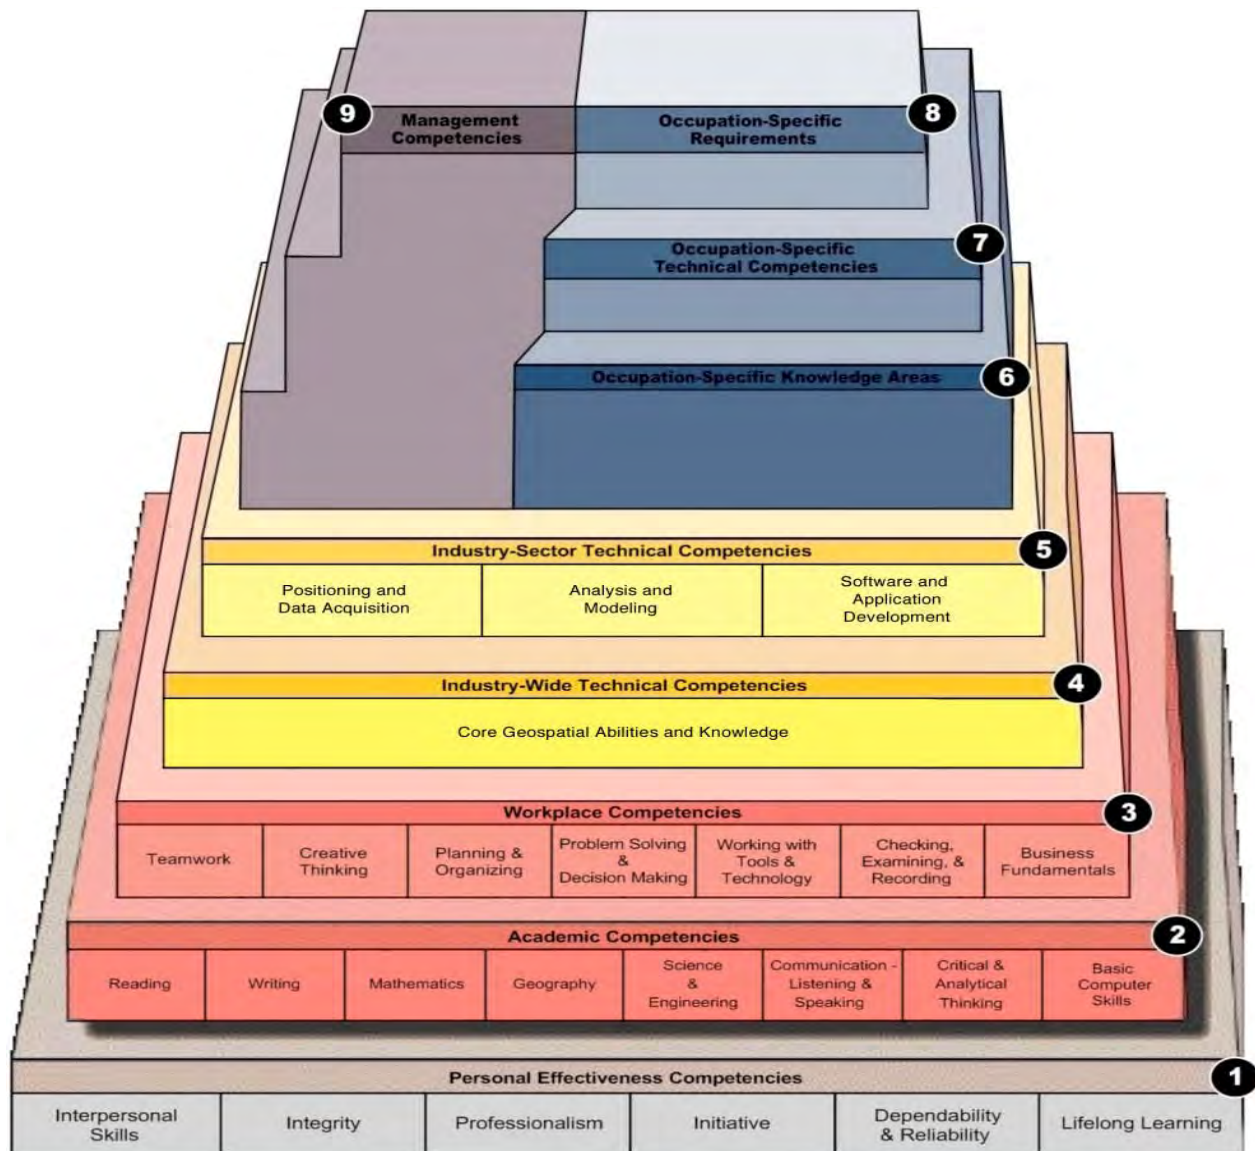 9
Management
Competencies
Occupation-Specific
Requirements
8
Occupation-Specific
Technical Competencies
7
Occupation-Specific Knowledge Areas
6
Industry-Sector Technical Competencies
5
Positioning and
Data Acquisition
Analysis and
Modeling
Software and
Application
Development
Industry-Wide Technical Competencies
4
Core Geospatial Abilities and Knowledge
Workplace Competencies
3
Teamwork
Creative
Thinking
Planning &
Organizing
Problem Solving
&
Decision Making
Working with
Tools &
Technology
Checking,
Examining, &
Recording
Business
Fundamentals
Academic Competencies
2
Reading
Writing
Mathematics
Geography
Science
&
Engineering
Communication -
Listening &
Speaking
Critical &
Analytical
Thinking
Basic
Computer
Skills
Personal Effectiveness Competencies
1
Interpersonal
Skills
Integrity
Professionalism
Initiative
Dependability
& Reliability
Lifelong Learning